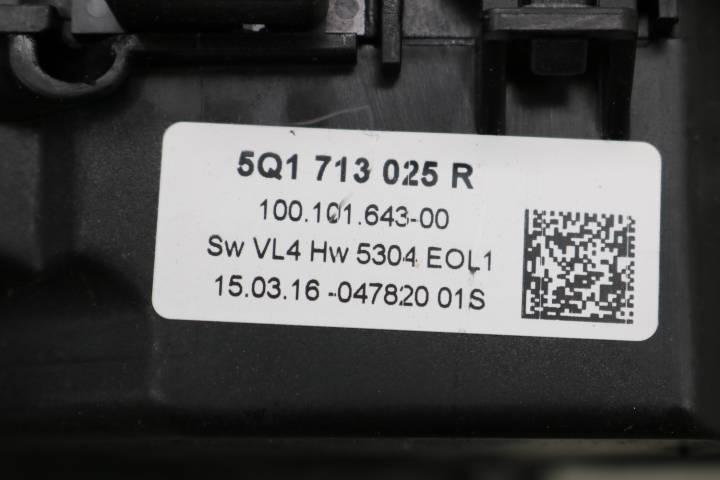 5Q1 713 025 R
100.101.643-00
Sw VL4 Hw 5304 EOL1
15.03.16 -047820 01S